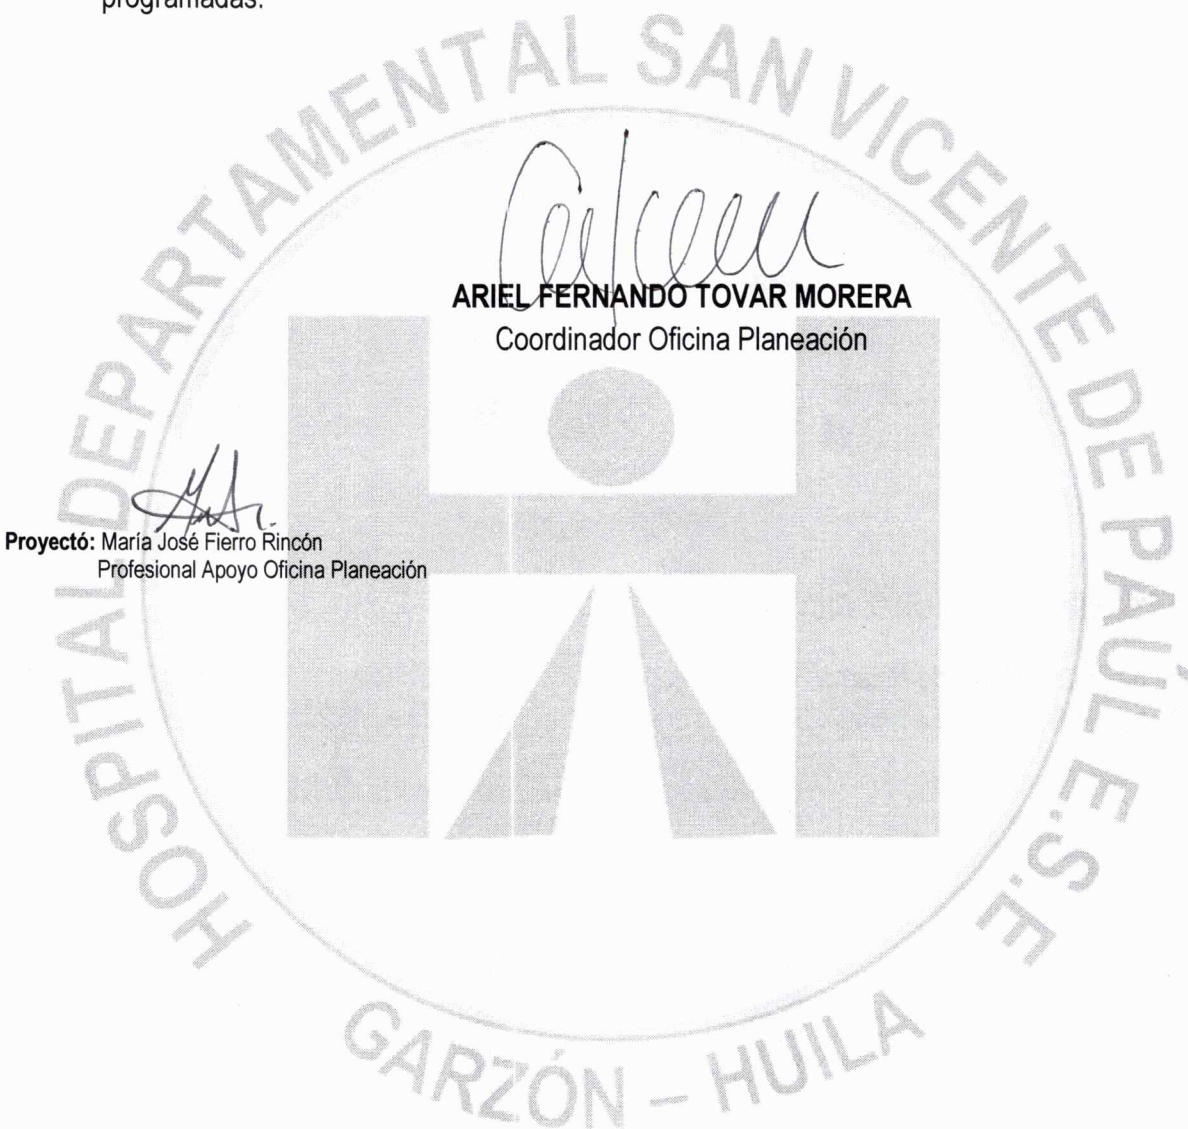 programadas.
HOSPITAL DEPARTAMENTAL SAN VICENTE DE PAÚL E.S.E
ARIEL FERNANDO TOVAR MORERA
Coordinador Oficina Planeación
Proyectó: María José Fierro Rincón
Profesional Apoyo Oficina Planeación
GARZÓN – HUILA